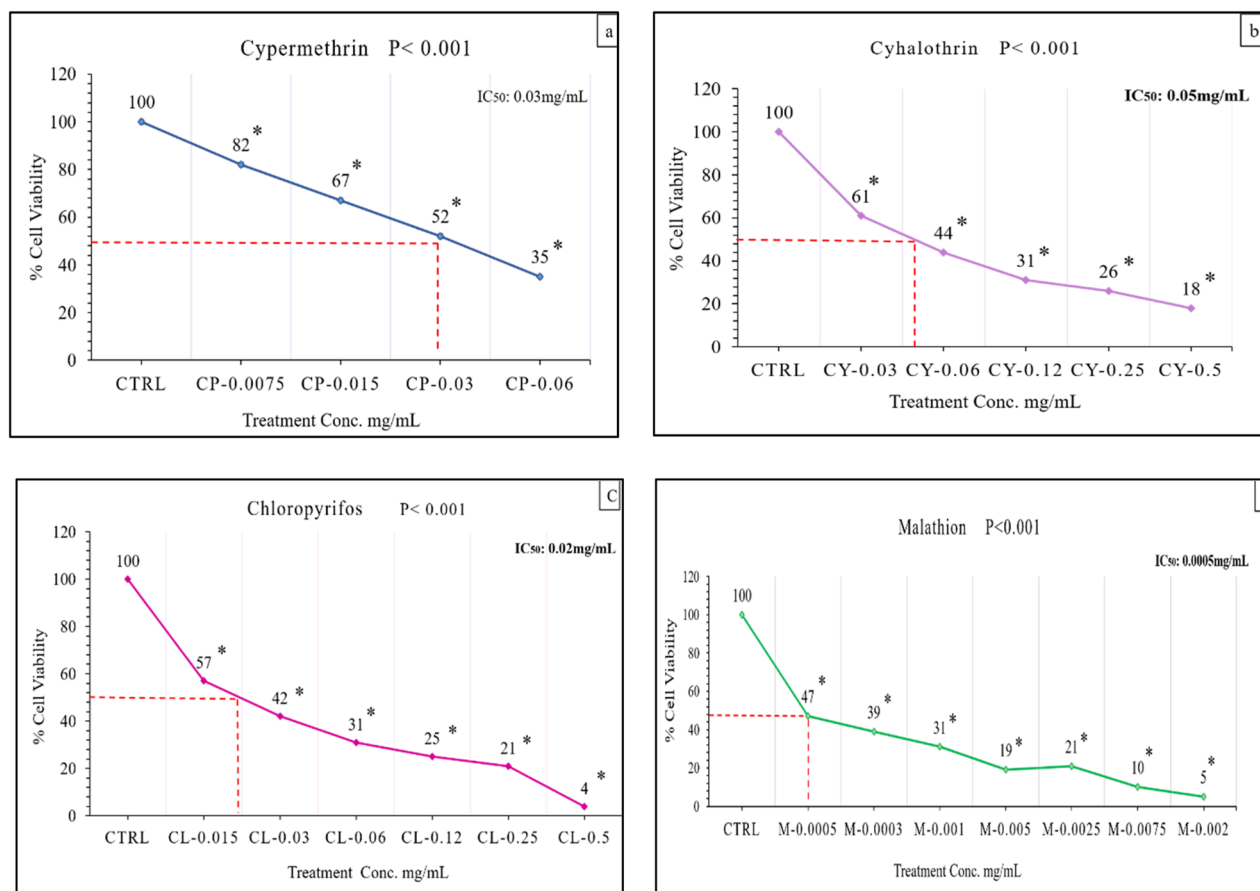 a
Cypermethrin P< 0.001
IC50: 0.03mg/mL
% Cell Viability
120
100
80
60
40
20
0
100
82 *
67 *
52 *
35 *
CTRL CP-0.0075 CP-0.015 CP-0.03 CP-0.06
Treatment Conc. mg/mL
b
Cyhalothrin P< 0.001
IC50: 0.05mg/mL
% Cell Viability
120
100
80
60
40
20
0
100
61 *
44 *
31 *
26 *
18 *
CTRL CY-0.03 CY-0.06 CY-0.12 CY-0.25 CY-0.5
Treatment Conc. mg/mL
C
Chloropyrifos P< 0.001
IC50: 0.02mg/mL
% Cell Viability
120
100
80
60
40
20
0
100
57 *
42 *
31 *
25 *
21 *
4 *
CTRL CL-0.015 CL-0.03 CL-0.06 CL-0.12 CL-0.25 CL-0.5
Treatment Conc. mg/mL
Malathion P<0.001
IC50: 0.0005mg/mL
% Cell Viability
120
100
80
60
40
20
0
100
47 *
39 *
31 *
19 *
21 *
10 *
5 *
CTRL M-0.0005 M-0.0003 M-0.001 M-0.005 M-0.0025 M-0.0075 M-0.002
Treatment Conc. mg/mL